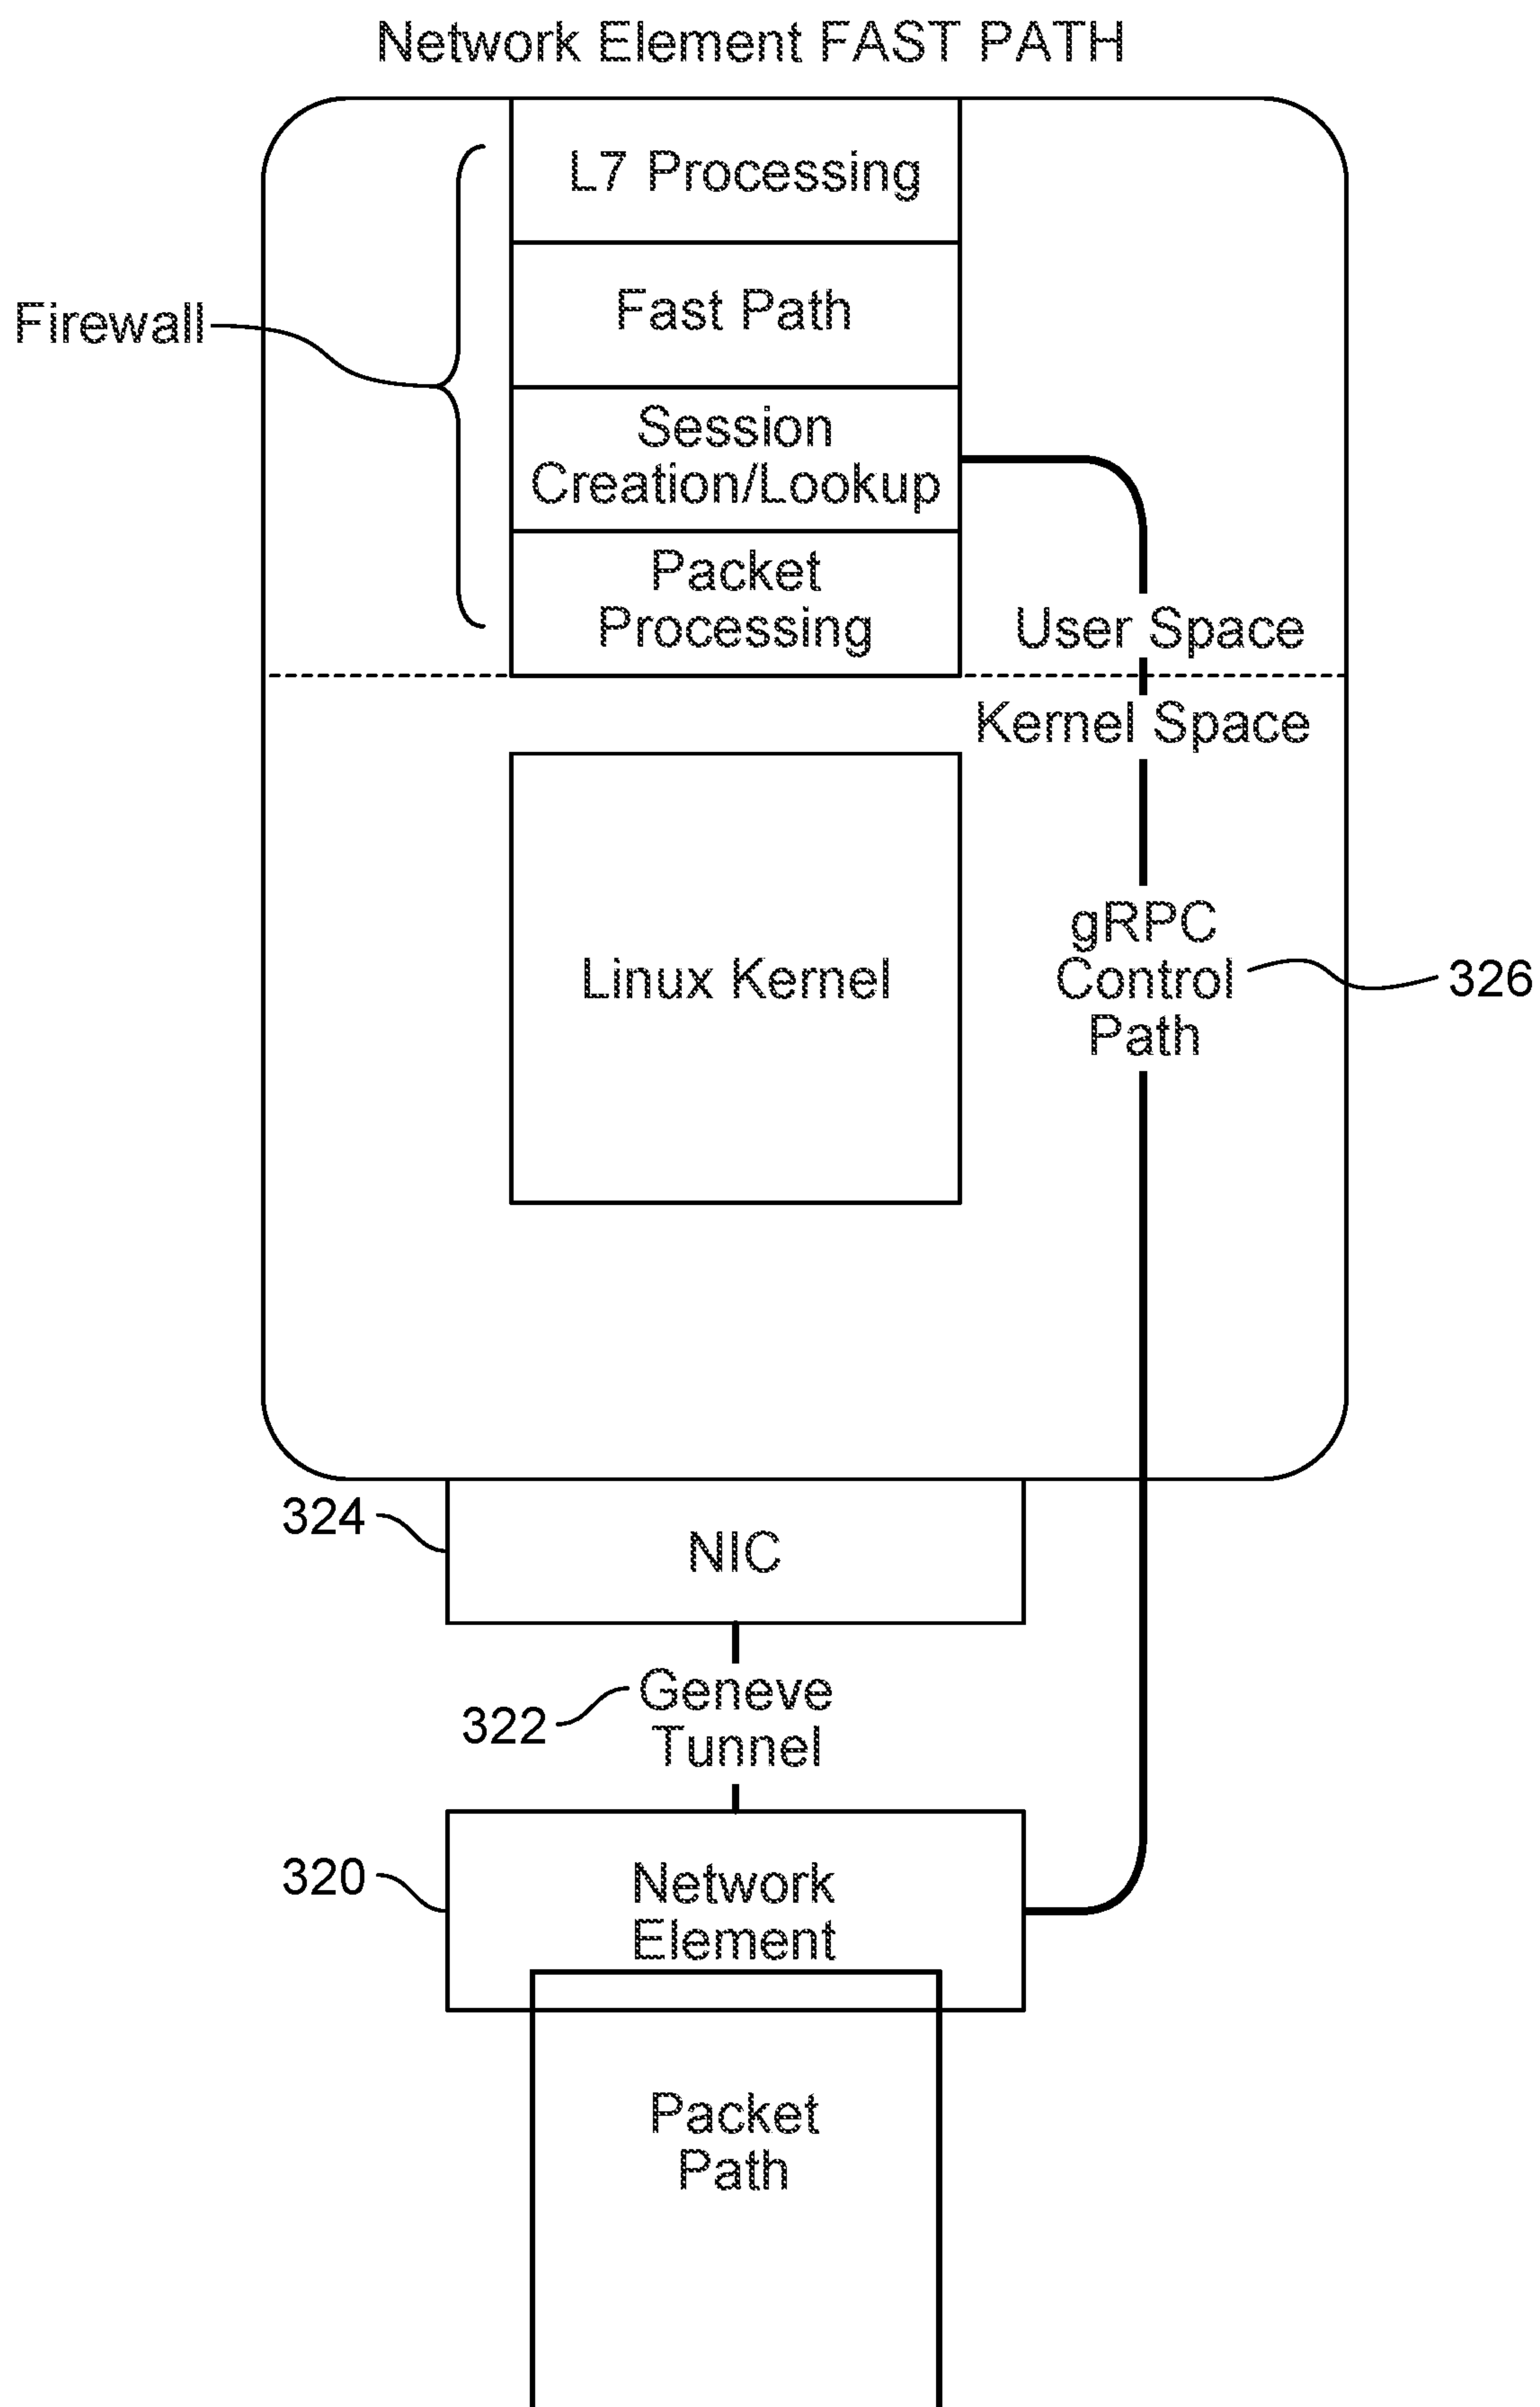 Network Element FAST PATH
L7 Processing
Fast Path
Firewall
Session
Creation/Lookup
Packet
Processing
User Space
Kernel Space
Linux Kernel
gRPC
Control
Path
326
324
NIC
322
Geneve
Tunnel
320
Network
Element
Packet
Path